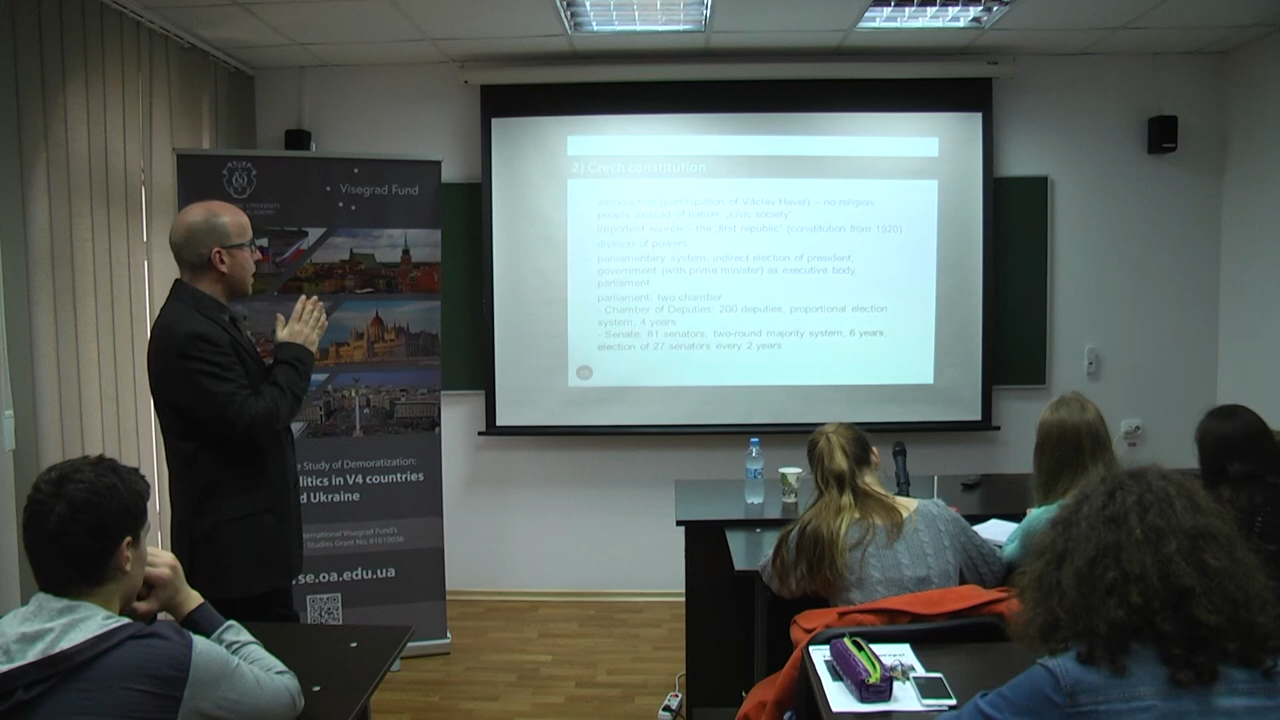 Visegrad Fund
Study of Demoratization:
litics in V4 countries
d Ukraine
nternational Visegrad Fund's
Studies Grant No. 61610038
se.oa.edu.ua
2) Czech constitution
introduction (participation of Václav Havel) – no religion,
people instead of nation, „civic society"
important source – the „first republic" (constitution from 1920)
division of powers
parliamentary system, indirect election of president,
government (with prime minister) as executive body,
parliament
parliament: two chamber
- Chamber of Deputies: 200 deputies, proportional election
system, 4 years
- Senate: 81 senators, two-round majority system, 6 years,
election of 27 senators every 2 years